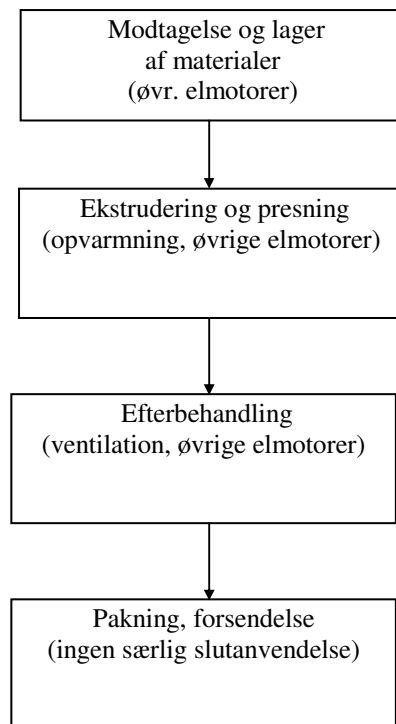 Modtagelse og lager
af materialer
(øvr. elmotorer)
Ekstrudering og presning
(opvarmning, øvrige elmotorer)
Efterbehandling
(ventilation, øvrige elmotorer)
Pakning, forsendelse
(ingen særlig slutanvendelse)